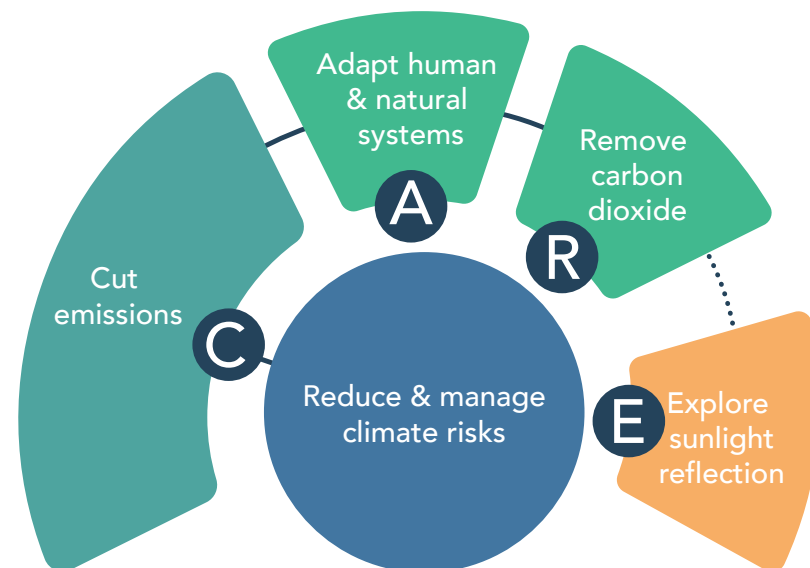 Cut
emissions
C
Adapt human
& natural
systems
A
Remove
carbon
dioxide
R
Explore
sunlight
reflection
E
Reduce & manage
climate risks